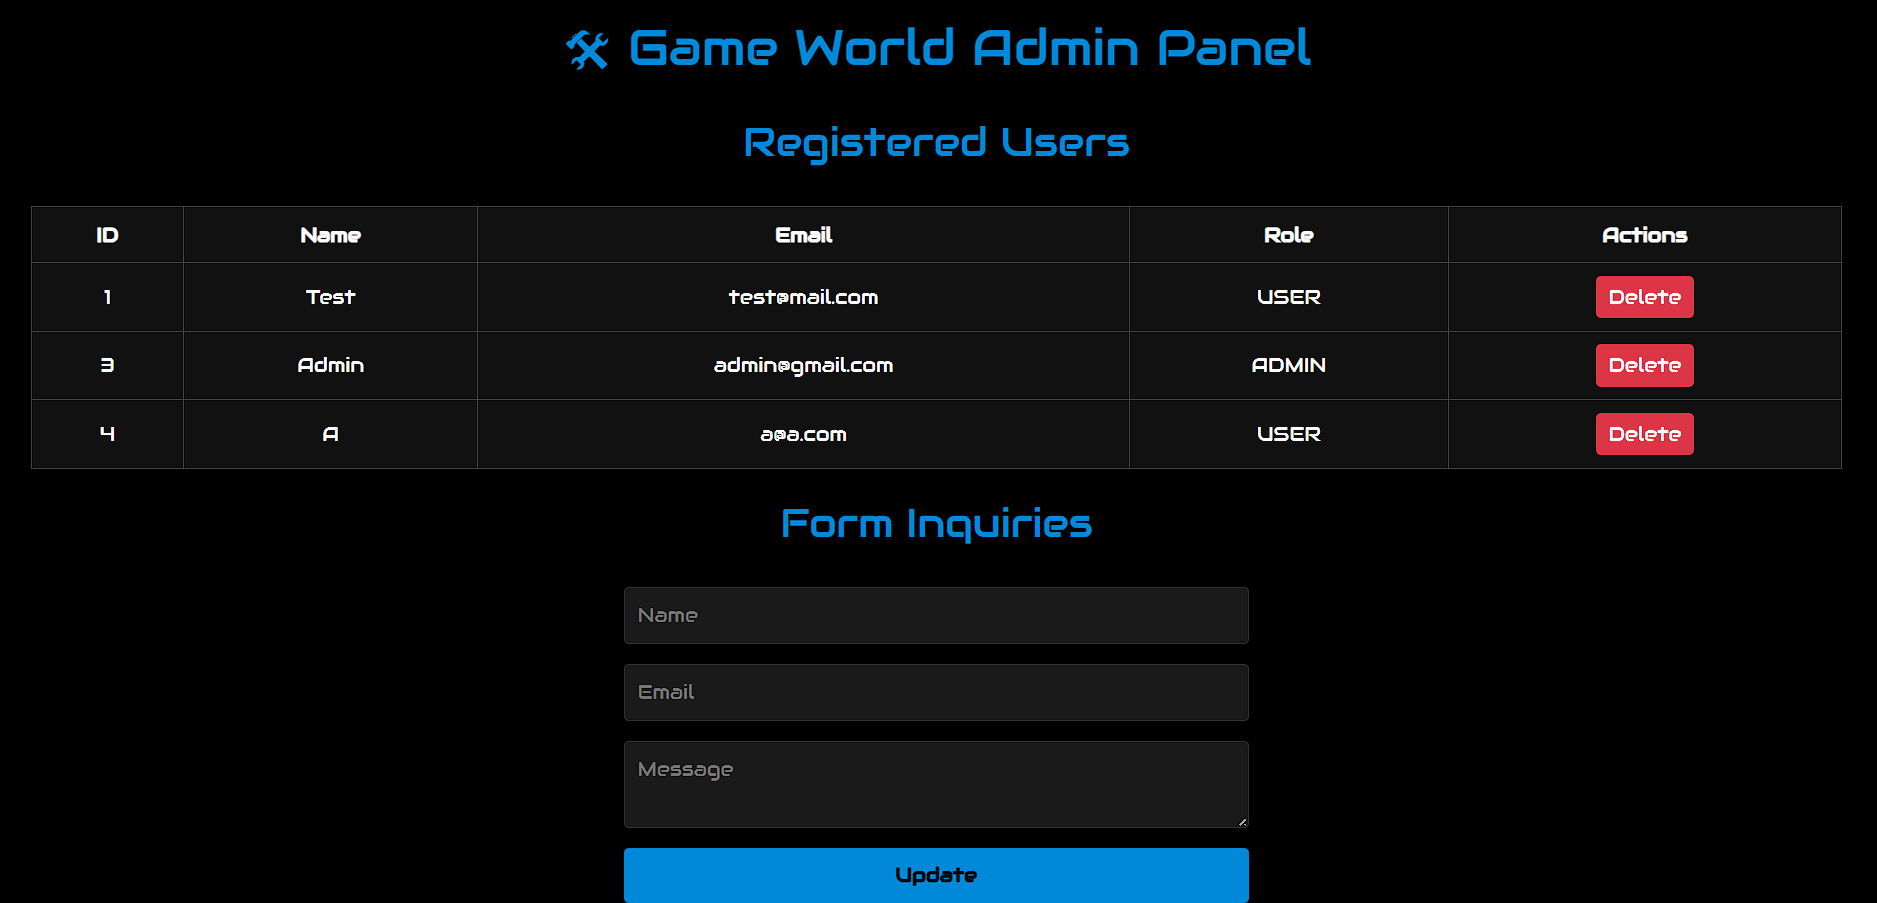 🛠 Game World Admin Panel
Registered Users
ID Name Email Role Actions
1 Test test@mail.com USER Delete
3 Admin admin@gmail.com ADMIN Delete
4 A a@a.com USER Delete
Form Inquiries
Name
Email
Message
Update